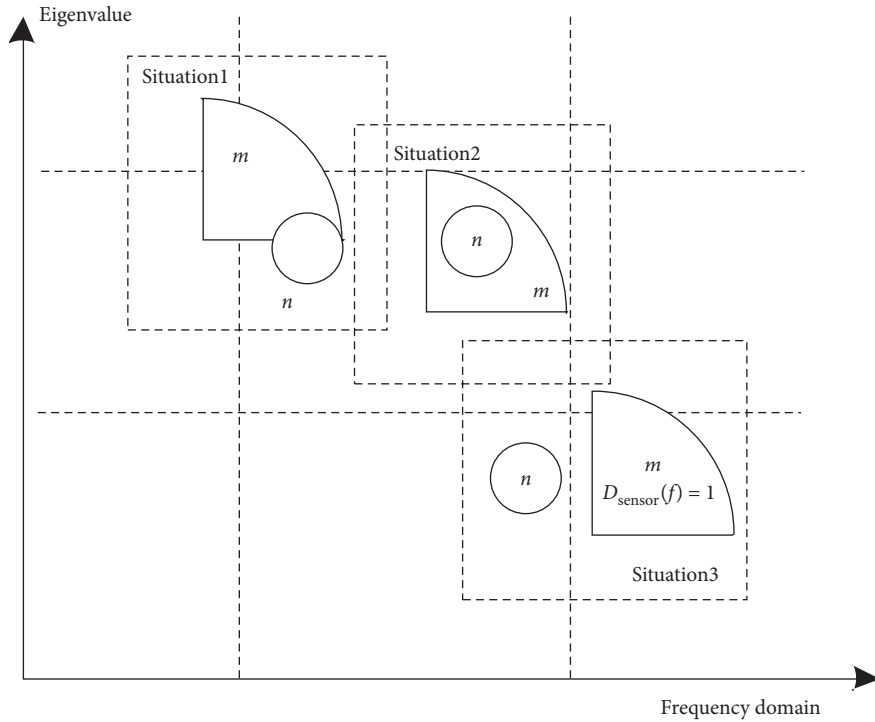 Eigenvalue
Situation1
m
n
Situation2
n
m
n
m
D_sensor(f) = 1
Situation3
Frequency domain